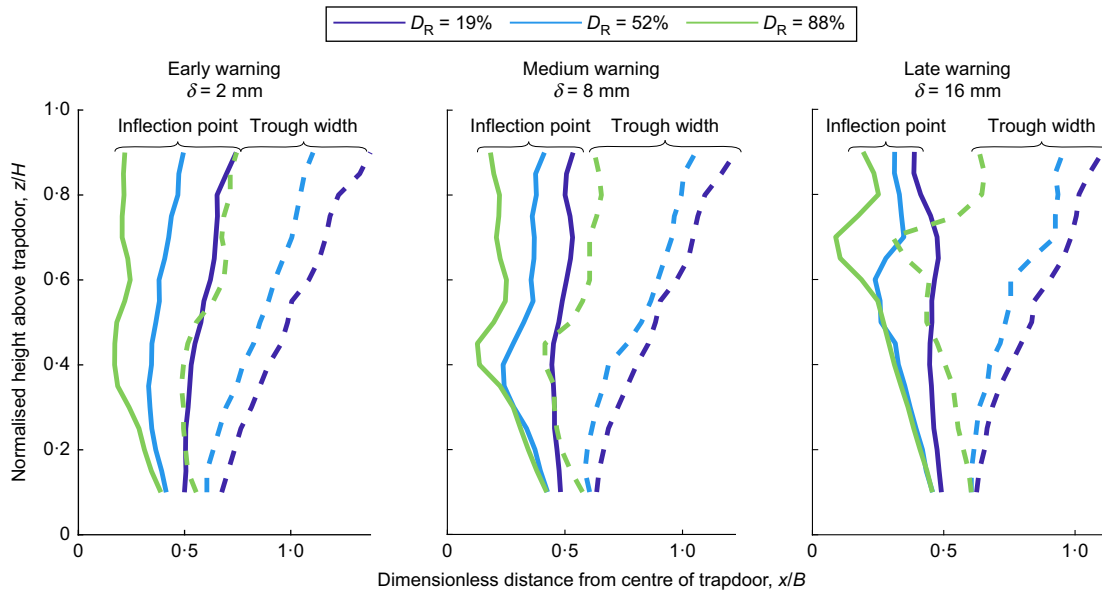 D_R = 19% D_R = 52% D_R = 88%
Early warning
δ = 2 mm
Medium warning
δ = 8 mm
Late warning
δ = 16 mm
Inflection point Trough width
Inflection point Trough width
Inflection point Trough width
Normalised height above trapdoor, z/H
1·0
0·8
0·6
0·4
0·2
0
0 0·5 1·0
0 0·5 1·0
0 0·5 1·0
Dimensionless distance from centre of trapdoor, x/B